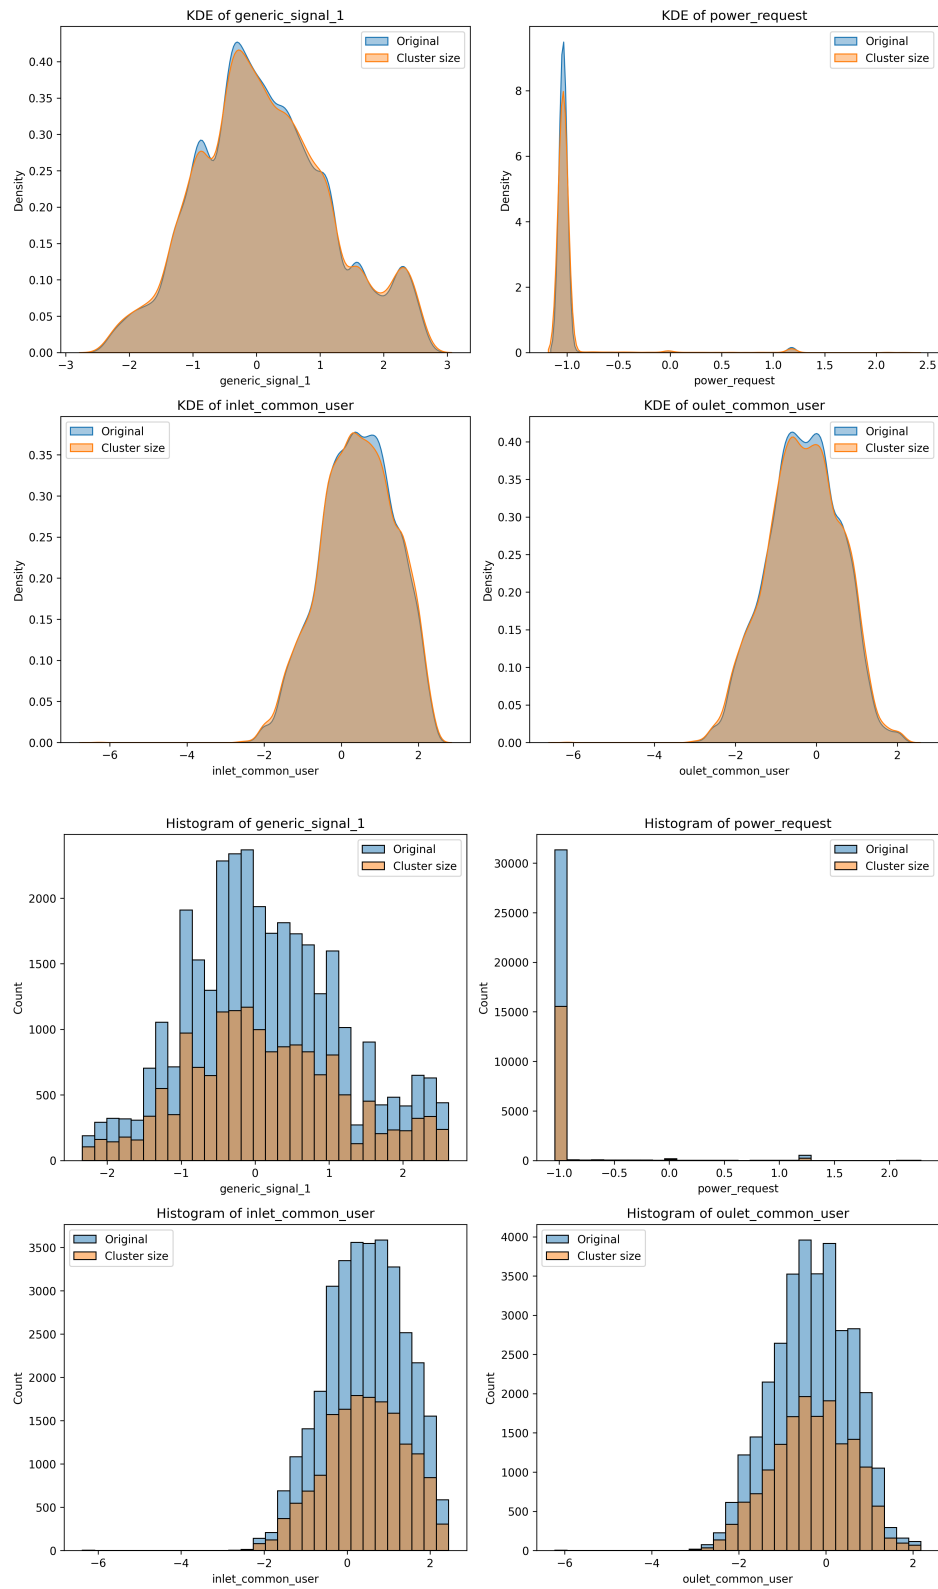 KDE of generic_signal_1
Original
Cluster size
Density
0.40
0.35
0.30
0.25
0.20
0.15
0.10
0.05
0.00
−3 −2 −1 0 1 2 3
generic_signal_1
KDE of power_request
Original
Cluster size
Density
8
6
4
2
0
−1.0 −0.5 0.0 0.5 1.0 1.5 2.0 2.5
power_request
KDE of inlet_common_user
Original
Cluster size
Density
0.35
0.30
0.25
0.20
0.15
0.10
0.05
0.00
−6 −4 −2 0 2
inlet_common_user
KDE of oulet_common_user
Original
Cluster size
Density
0.40
0.35
0.30
0.25
0.20
0.15
0.10
0.05
0.00
−6 −4 −2 0 2
oulet_common_user
Histogram of generic_signal_1
Original
Cluster size
Count
2000
1500
1000
500
0
−2 −1 0 1 2
generic_signal_1
Histogram of power_request
Original
Cluster size
Count
30000
25000
20000
15000
10000
5000
0
−1.0 −0.5 0.0 0.5 1.0 1.5 2.0
power_request
Histogram of inlet_common_user
Original
Cluster size
Count
3500
3000
2500
2000
1500
1000
500
0
−6 −4 −2 0 2
inlet_common_user
Histogram of oulet_common_user
Original
Cluster size
Count
4000
3500
3000
2500
2000
1500
1000
500
0
−6 −4 −2 0 2
oulet_common_user